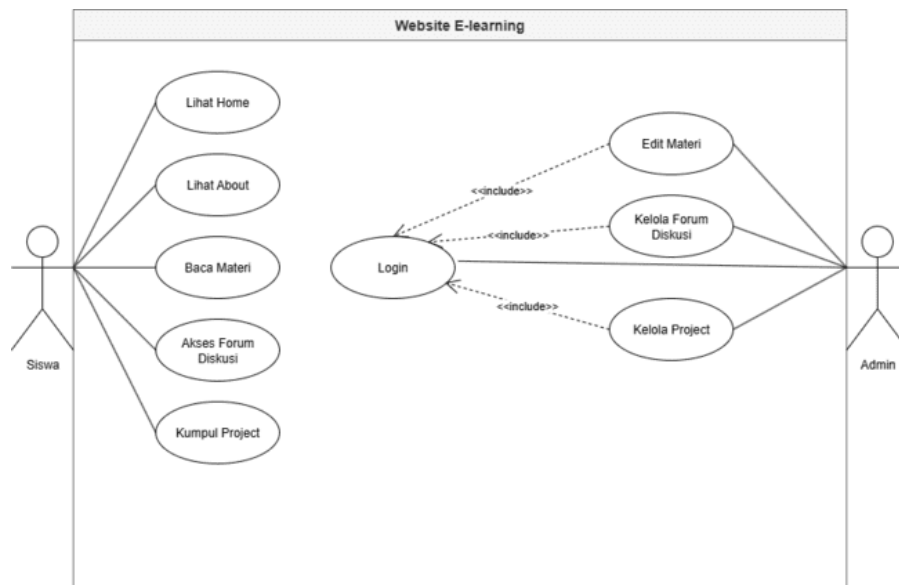 Website E-learning
Lihat Home
Lihat About
Baca Materi
Akses Forum
Diskusi
Kumpul Project
Siswa
Login
<<include>>
<<include>>
<<include>>
Edit Materi
Kelola Forum
Diskusi
Kelola Project
Admin